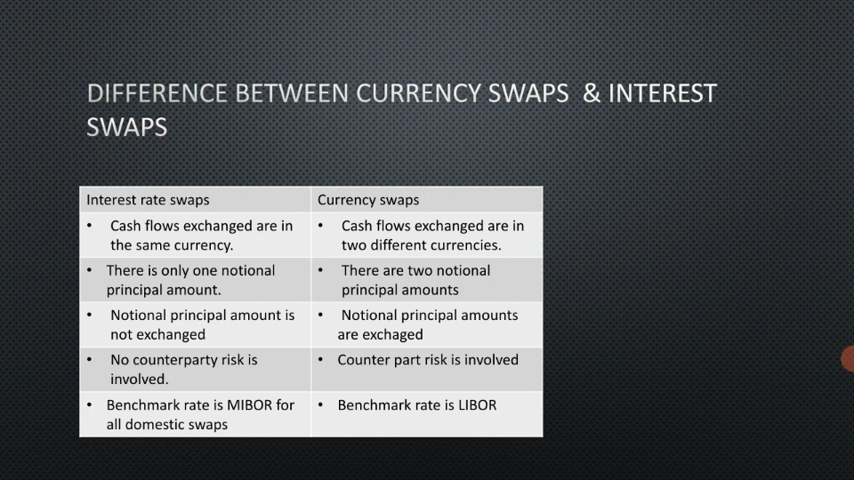 DIFFERENCE BETWEEN CURRENCY SWAPS & INTEREST
SWAPS
Interest rate swaps
Currency swaps
• Cash flows exchanged are in
the same currency.
• Cash flows exchanged are in
two different currencies.
• There is only one notional
principal amount.
• There are two notional
principal amounts
• Notional principal amount is
not exchanged
• Notional principal amounts
are exchaged
• No counterparty risk is
involved.
• Counter part risk is involved
• Benchmark rate is MIBOR for
all domestic swaps
• Benchmark rate is LIBOR